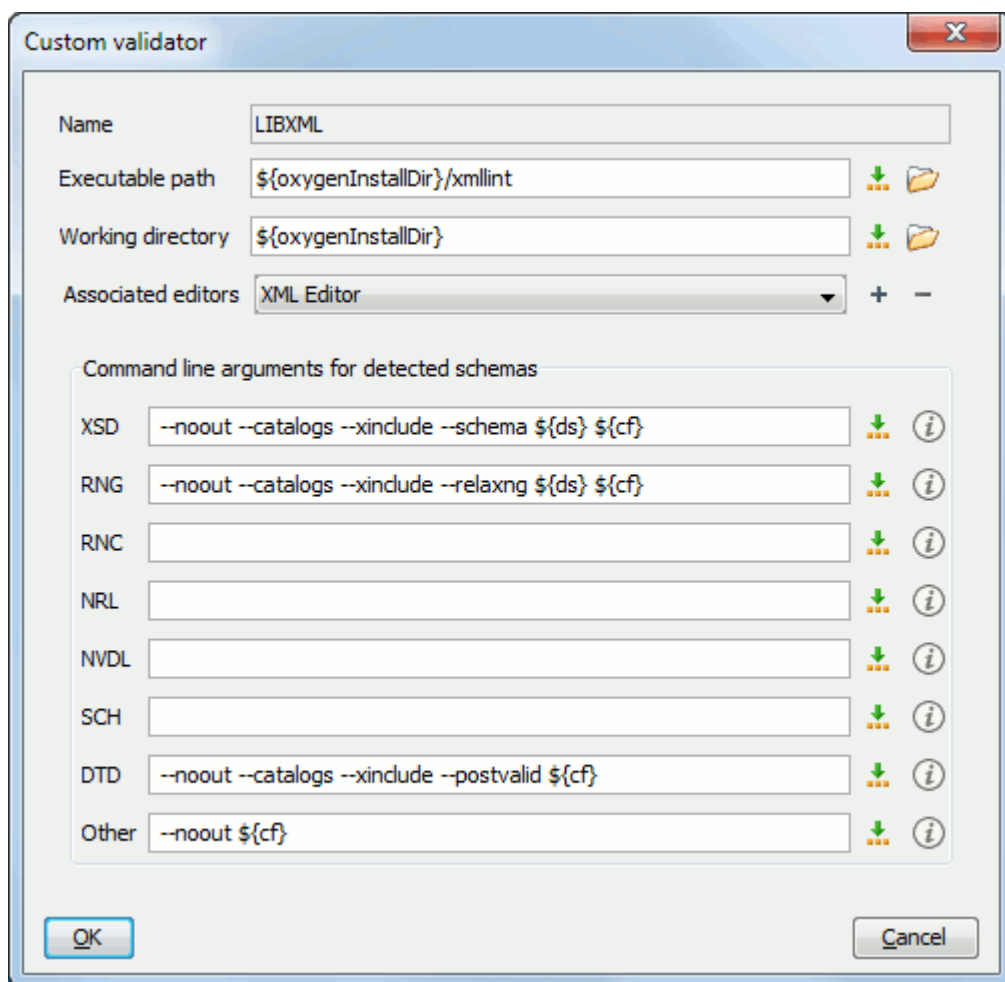 Custom validator
Name LIBXML
Executable path ${oxygenInstallDir}/xmllint
Working directory ${oxygenInstallDir}
Associated editors XML Editor
Command line arguments for detected schemas
XSD --noout --catalogs --xinclude --schema ${ds} ${cf}
RNG --noout --catalogs --xinclude --relaxng ${ds} ${cf}
RNC
NRL
NVDL
SCH
DTD --noout --catalogs --xinclude --postvalid ${cf}
Other --noout ${cf}
OK Cancel